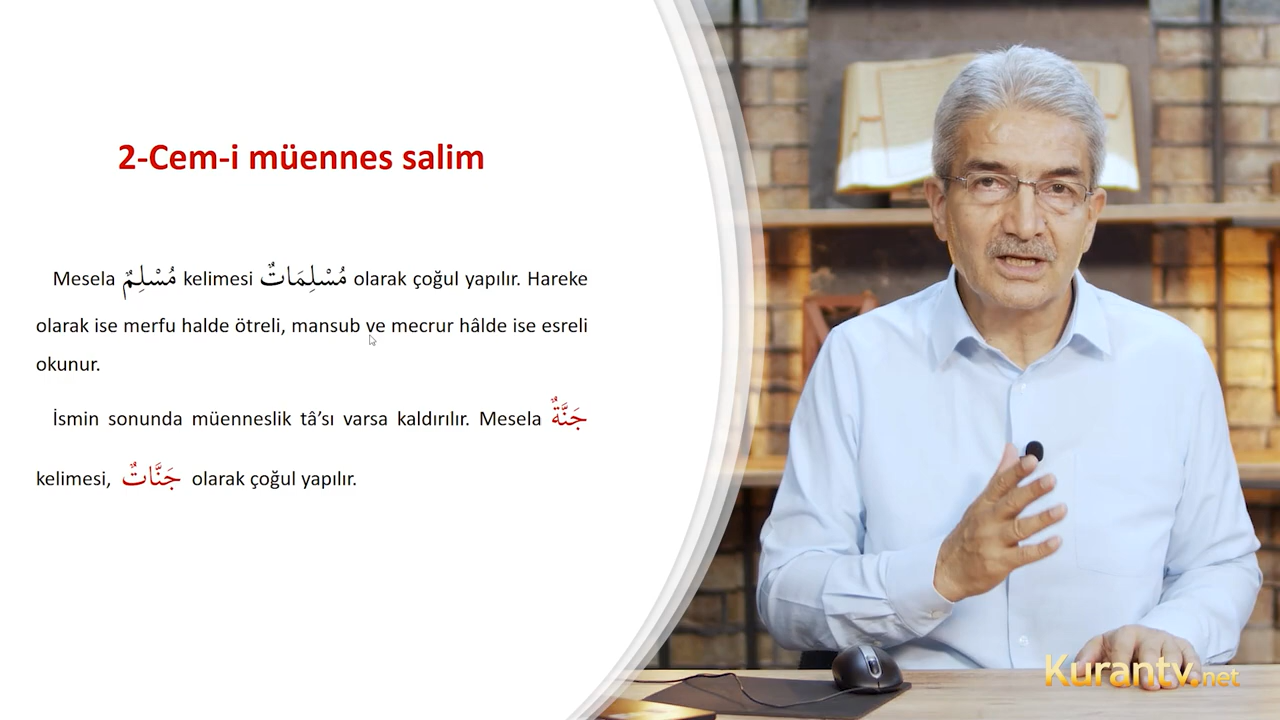 2-Cem-i müennes salim
Mesela مُسْلِمٌ kelimesi مُسْلِمَاتٌ olarak çoğul yapılır. Hareke
olarak ise merfu halde ötreli, mansub ve mecrur hâlde ise esreli
okunur.
İsmin sonunda müenneslik tâ’sı varsa kaldırılır. Mesela جَنَّةٌ
kelimesi, جَنَّاتٌ olarak çoğul yapılır.
Kurantv.net